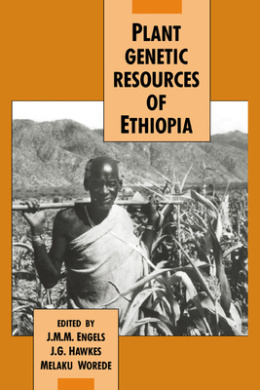 PLANT
GENETIC
RESOURCES
OF
ETHIOPIA
EDITED BY
J.M.M. ENGELS
J.G. HAWKES
MELAKU WOREDE